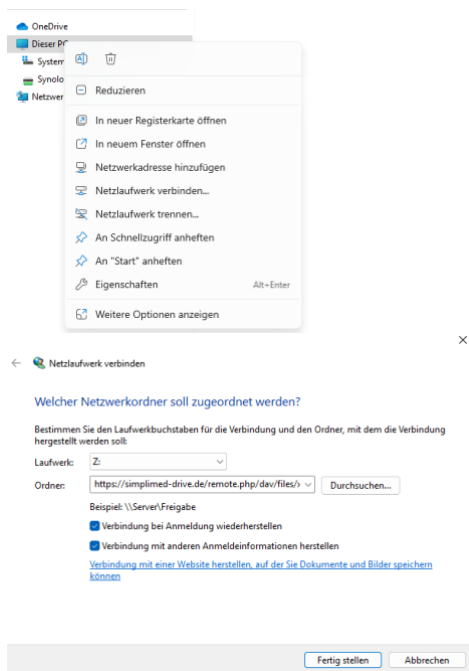 OneDrive
Dieser PC
System
Synolo
Netzwer
Reduzieren
In neuer Registerkarte öffnen
In neuem Fenster öffnen
Netzwerkadresse hinzufügen
Netzlaufwerk verbinden...
Netzlaufwerk trennen...
An Schnellzugriff anheften
An "Start" anheften
Eigenschaften Alt+Enter
Weitere Optionen anzeigen
Netzlaufwerk verbinden
Welcher Netzwerkordner soll zugeordnet werden?
Bestimmen Sie den Laufwerkbuchstaben für die Verbindung und den Ordner, mit dem die Verbindung
hergestellt werden soll:
Laufwerk: Z:
Ordner: https://simplimed-drive.de/remote.php/dav/files/ Durchsuchen...
Beispiel: \\Server\Freigabe
Verbindung bei Anmeldung wiederherstellen
Verbindung mit anderen Anmeldeinformationen herstellen
Verbindung mit einer Website herstellen, auf der Sie Dokumente und Bilder speichern
können
Fertig stellen Abbrechen